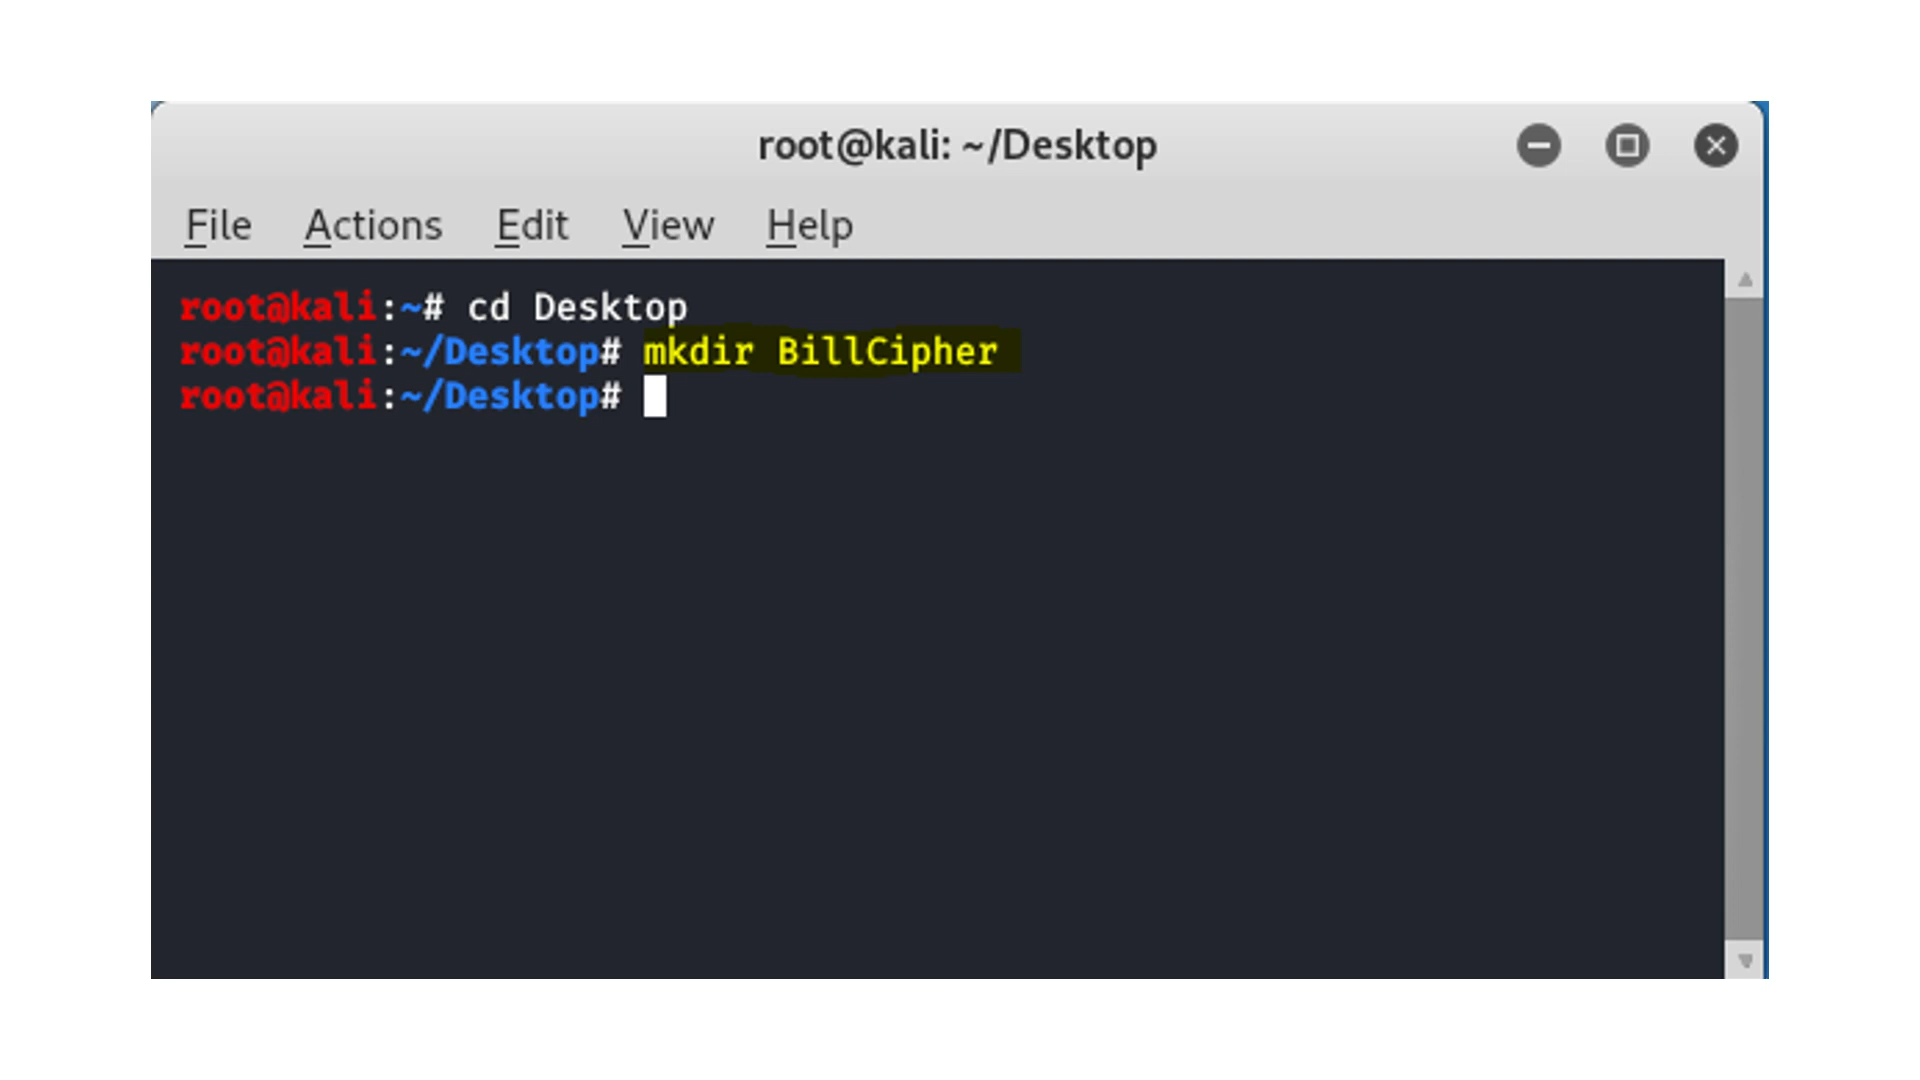 root@kali: ~/Desktop
File Actions Edit View Help
root@kali:~# cd Desktop
root@kali:~/Desktop# mkdir BillCipher
root@kali:~/Desktop#